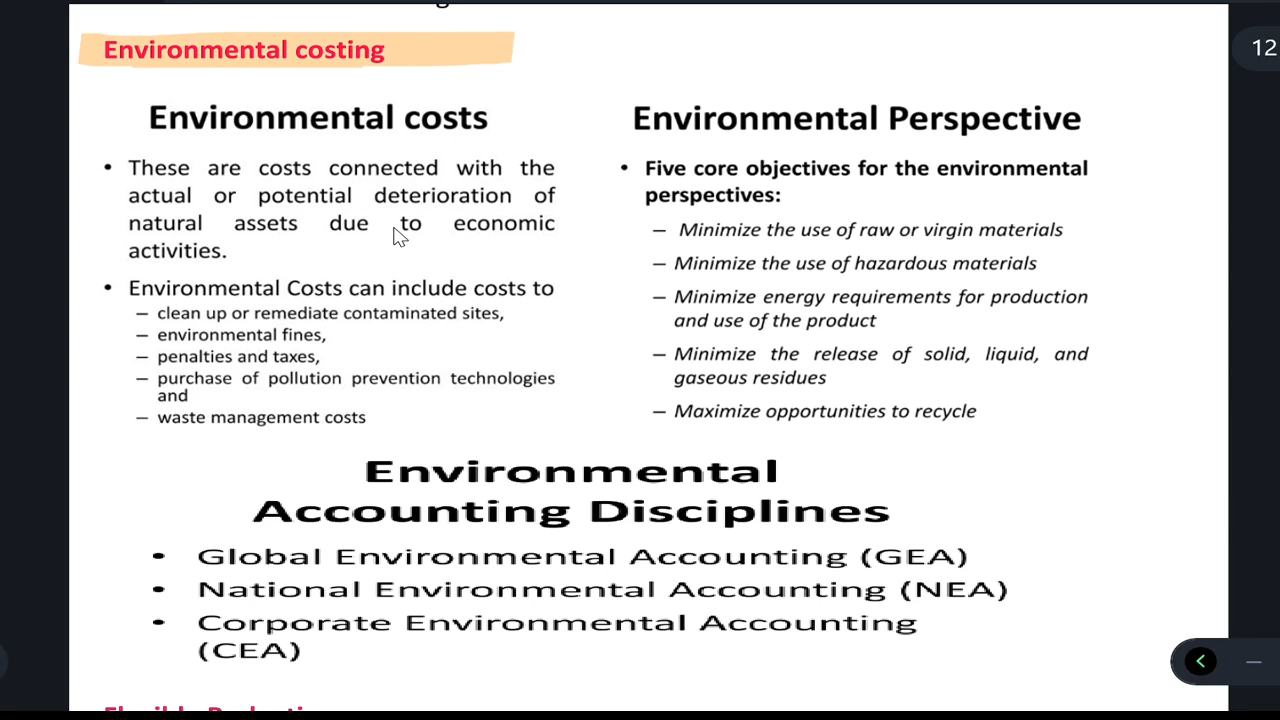 Environmental costing
12
Environmental costs
• These are costs connected with the
actual or potential deterioration of
natural assets due to economic
activities.
• Environmental Costs can include costs to
– clean up or remediate contaminated sites,
– environmental fines,
– penalties and taxes,
– purchase of pollution prevention technologies
and
– waste management costs
Environmental Perspective
• Five core objectives for the environmental
perspectives:
– Minimize the use of raw or virgin materials
– Minimize the use of hazardous materials
– Minimize energy requirements for production
and use of the product
– Minimize the release of solid, liquid, and
gaseous residues
– Maximize opportunities to recycle
Environmental
Accounting Disciplines
• Global Environmental Accounting (GEA)
• National Environmental Accounting (NEA)
• Corporate Environmental Accounting
(CEA)